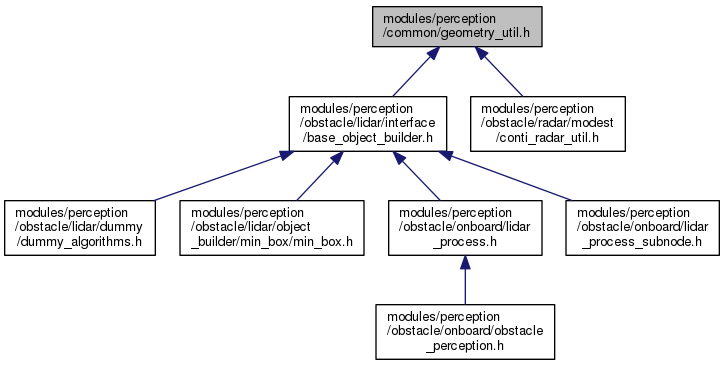 modules/perception
/common/geometry_util.h
modules/perception
/obstacle/lidar/interface
/base_object_builder.h
modules/perception
/obstacle/radar/modest
/conti_radar_util.h
modules/perception
/obstacle/lidar/dummy
/dummy_algorithms.h
modules/perception
/obstacle/lidar/object
_builder/min_box/min_box.h
modules/perception
/obstacle/onboard/lidar
_process.h
modules/perception
/obstacle/onboard/lidar
_process_subnode.h
modules/perception
/obstacle/onboard/obstacle
_perception.h